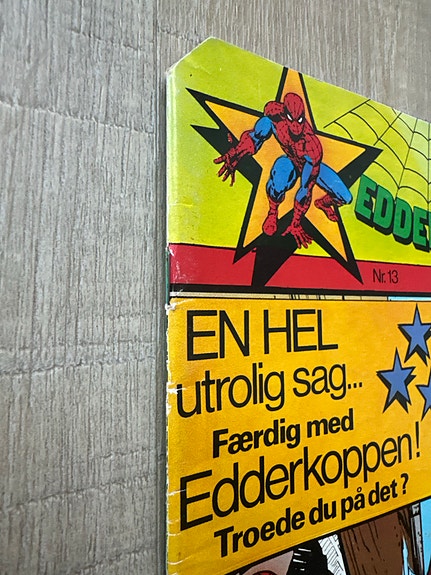 EDDE
Nr. 13
EN HEL
utrolig sag...
Færdig med
Edderkoppen!
Troede du på det?